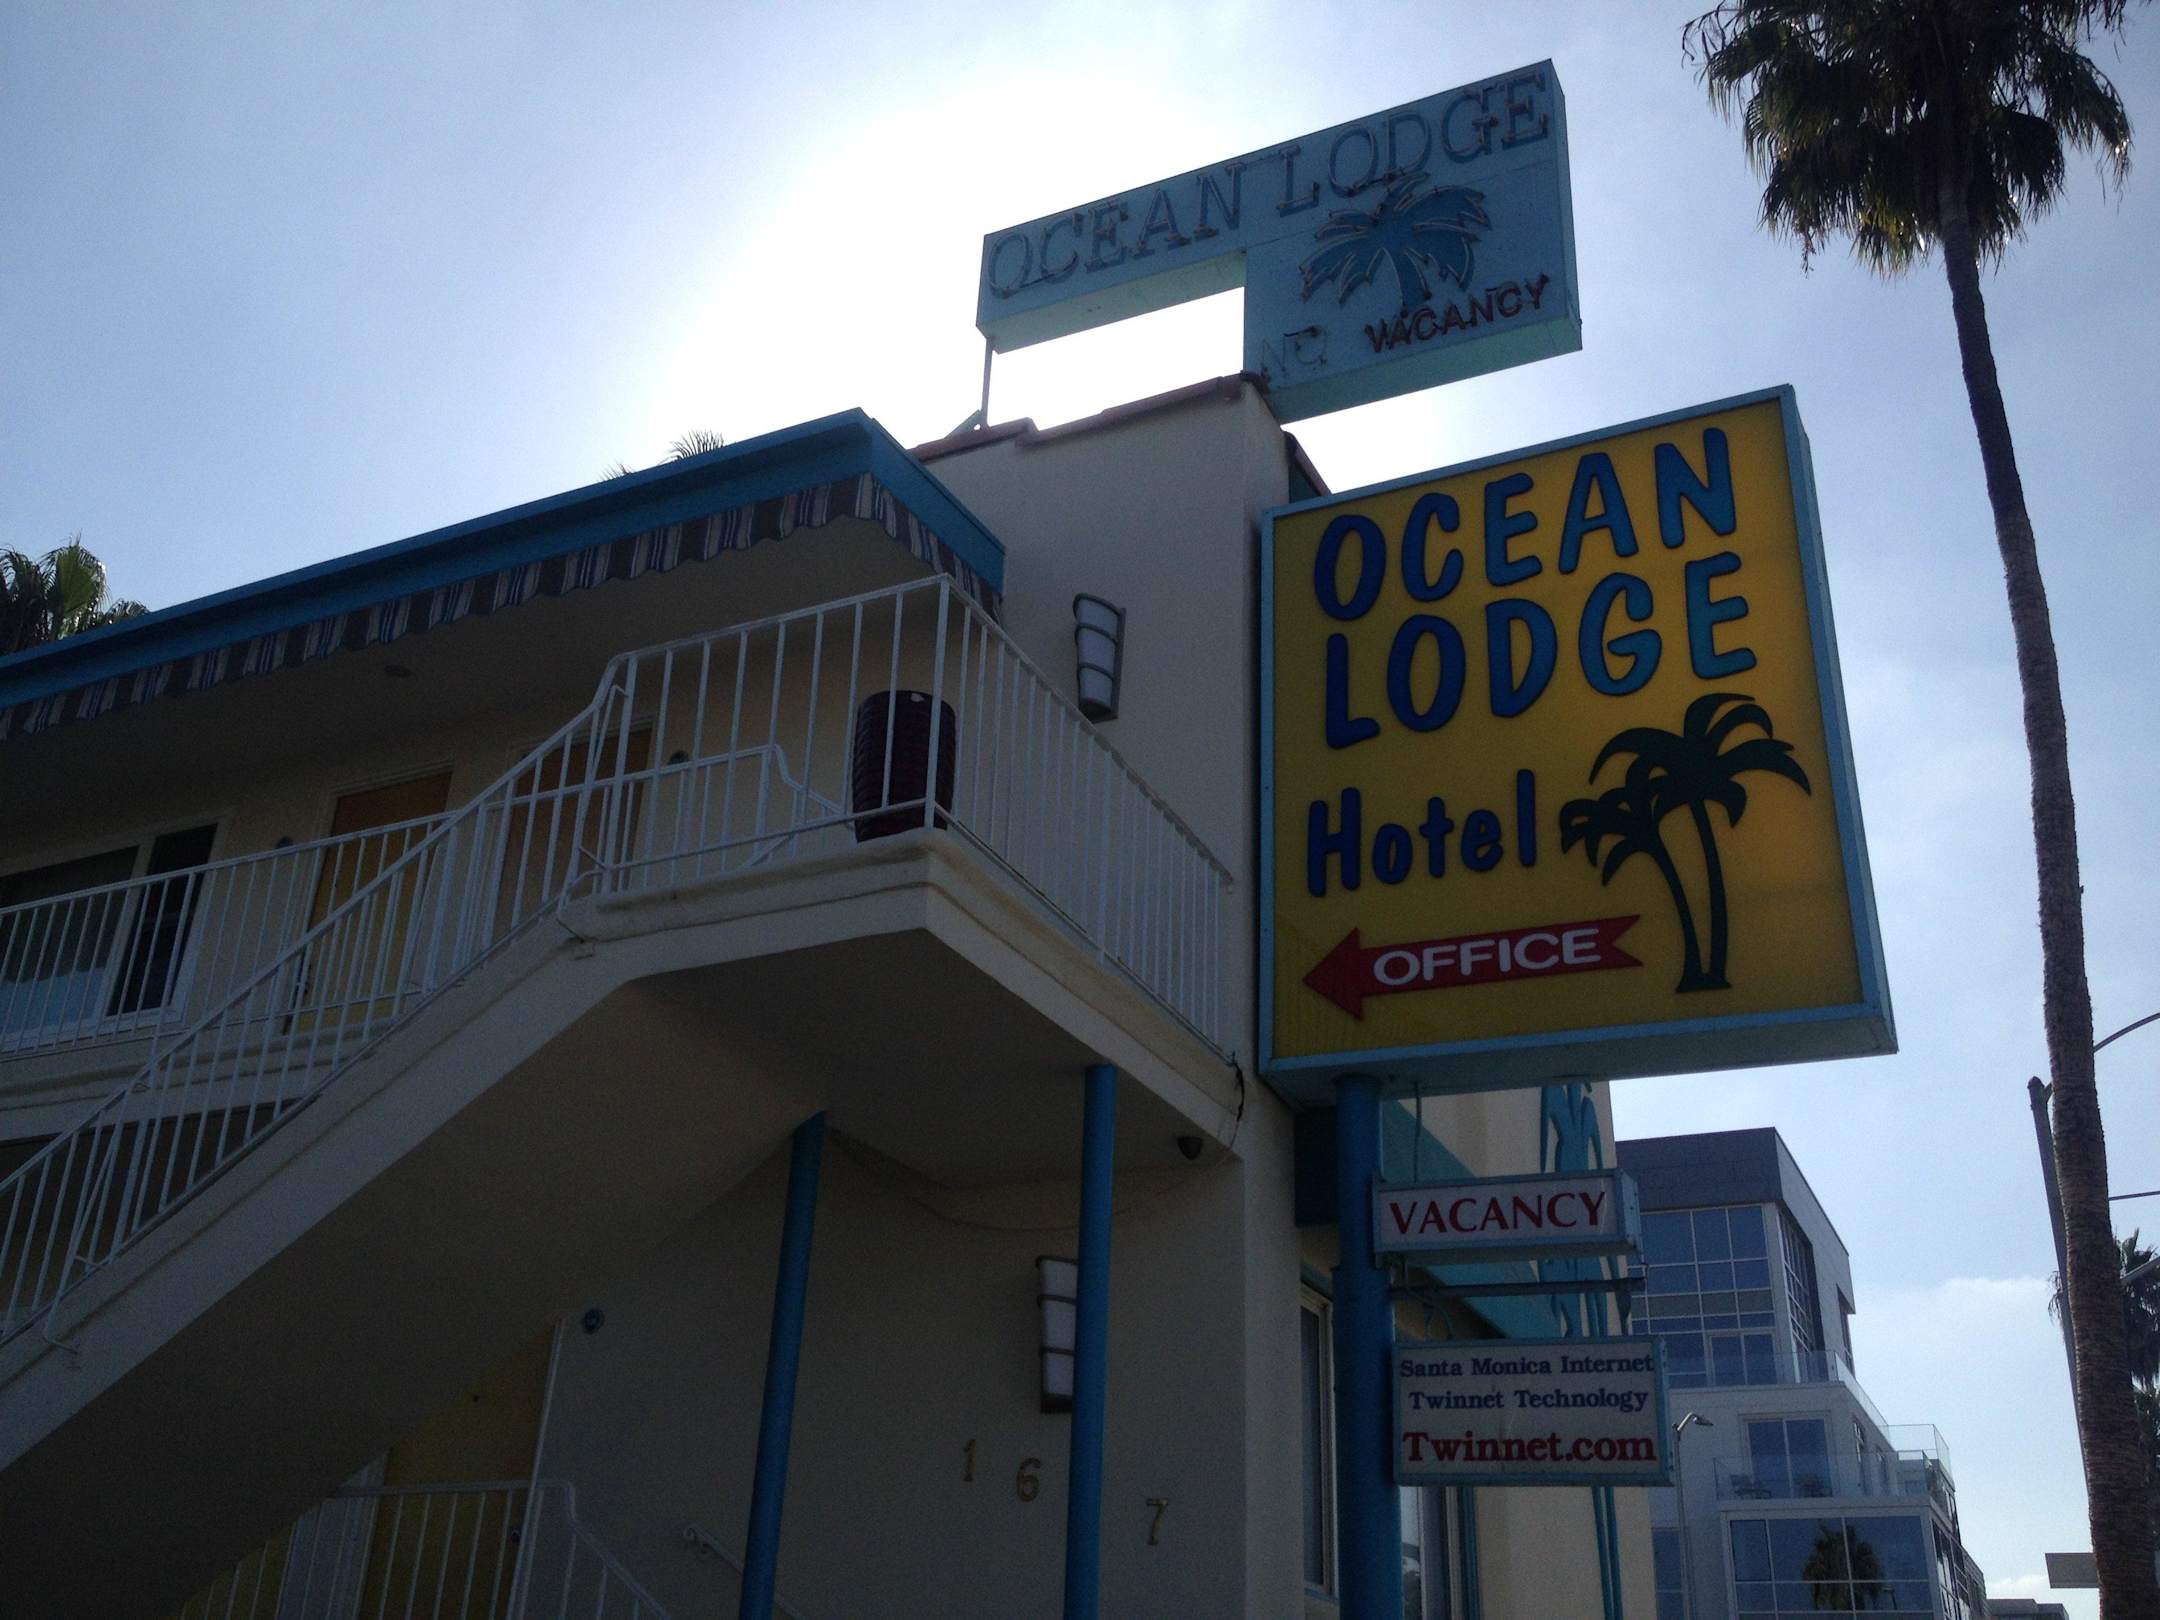 OCEAN LODGE
NO VACANCY
OCEAN
LODGE
Hotel
OFFICE
VACANCY
Santa Monica Internet
Twinnet Technology
Twinnet.com
1 6 7